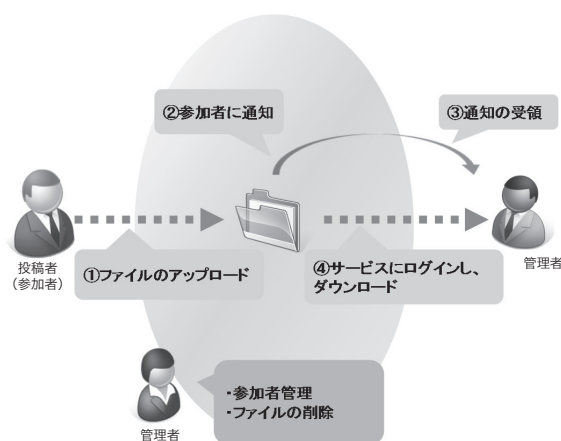 ②参加者に通知
③通知の受領
投稿者
（参加者）
①ファイルのアップロード
④サービスにログインし、
ダウンロード
管理者
・参加者管理
・ファイルの削除
管理者